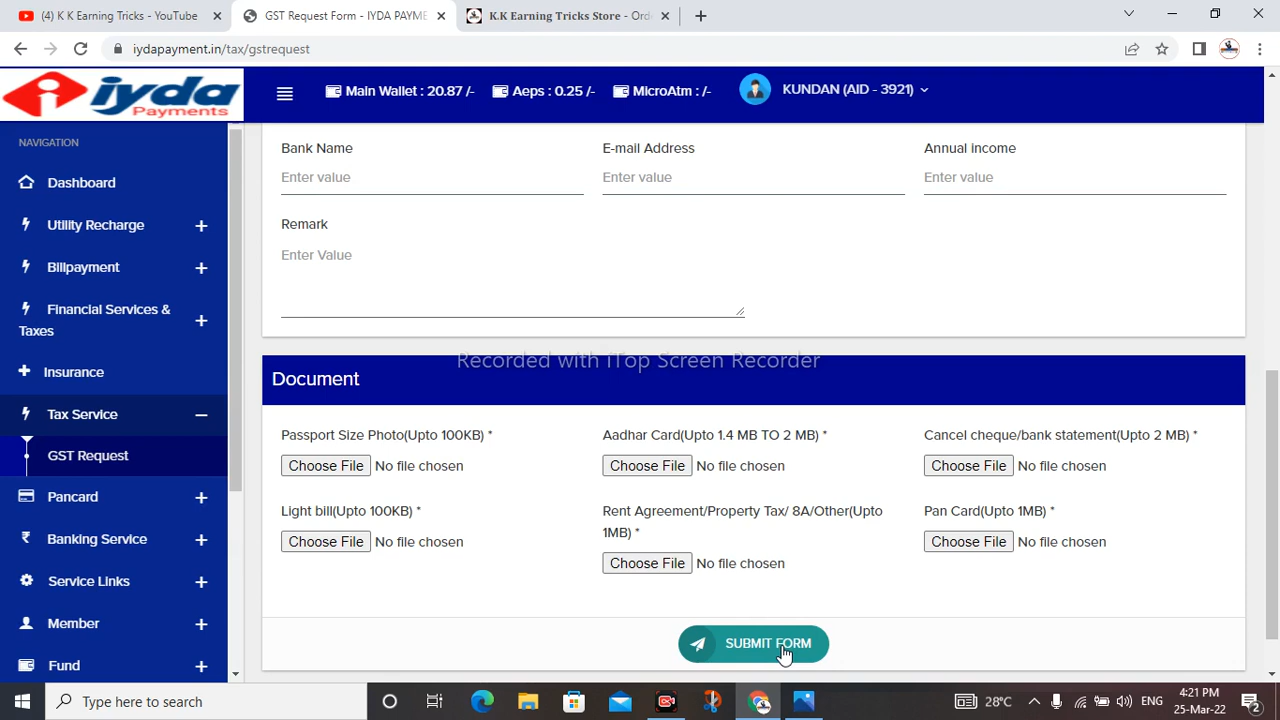 (4) K K Earning Tricks - YouTube
GST Request Form - IYDA PAYME
K.K Earning Tricks Store - Orde
iydapayment.in/tax/gstrequest
iyda
Payments
Main Wallet : 20.87 /-
Aeps : 0.25 /-
MicroAtm : /-
KUNDAN (AID - 3921)
NAVIGATION
Dashboard
Utility Recharge
Billpayment
Financial Services &
Taxes
Insurance
Tax Service
GST Request
Pancard
Banking Service
Service Links
Member
Fund
Bank Name
E-mail Address
Annual income
Enter value
Enter value
Enter value
Remark
Enter Value
Recorded with iTop Screen Recorder
Document
Passport Size Photo(Upto 100KB) *
Aadhar Card(Upto 1.4 MB TO 2 MB) *
Cancel cheque/bank statement(Upto 2 MB) *
Choose File No file chosen
Choose File No file chosen
Choose File No file chosen
Light bill(Upto 100KB) *
Rent Agreement/Property Tax/ 8A/Other(Upto
1MB) *
Pan Card(Upto 1MB) *
Choose File No file chosen
Choose File No file chosen
Choose File No file chosen
SUBMIT FORM
Type here to search
28°C
ENG
4:21 PM
25-Mar-22
2